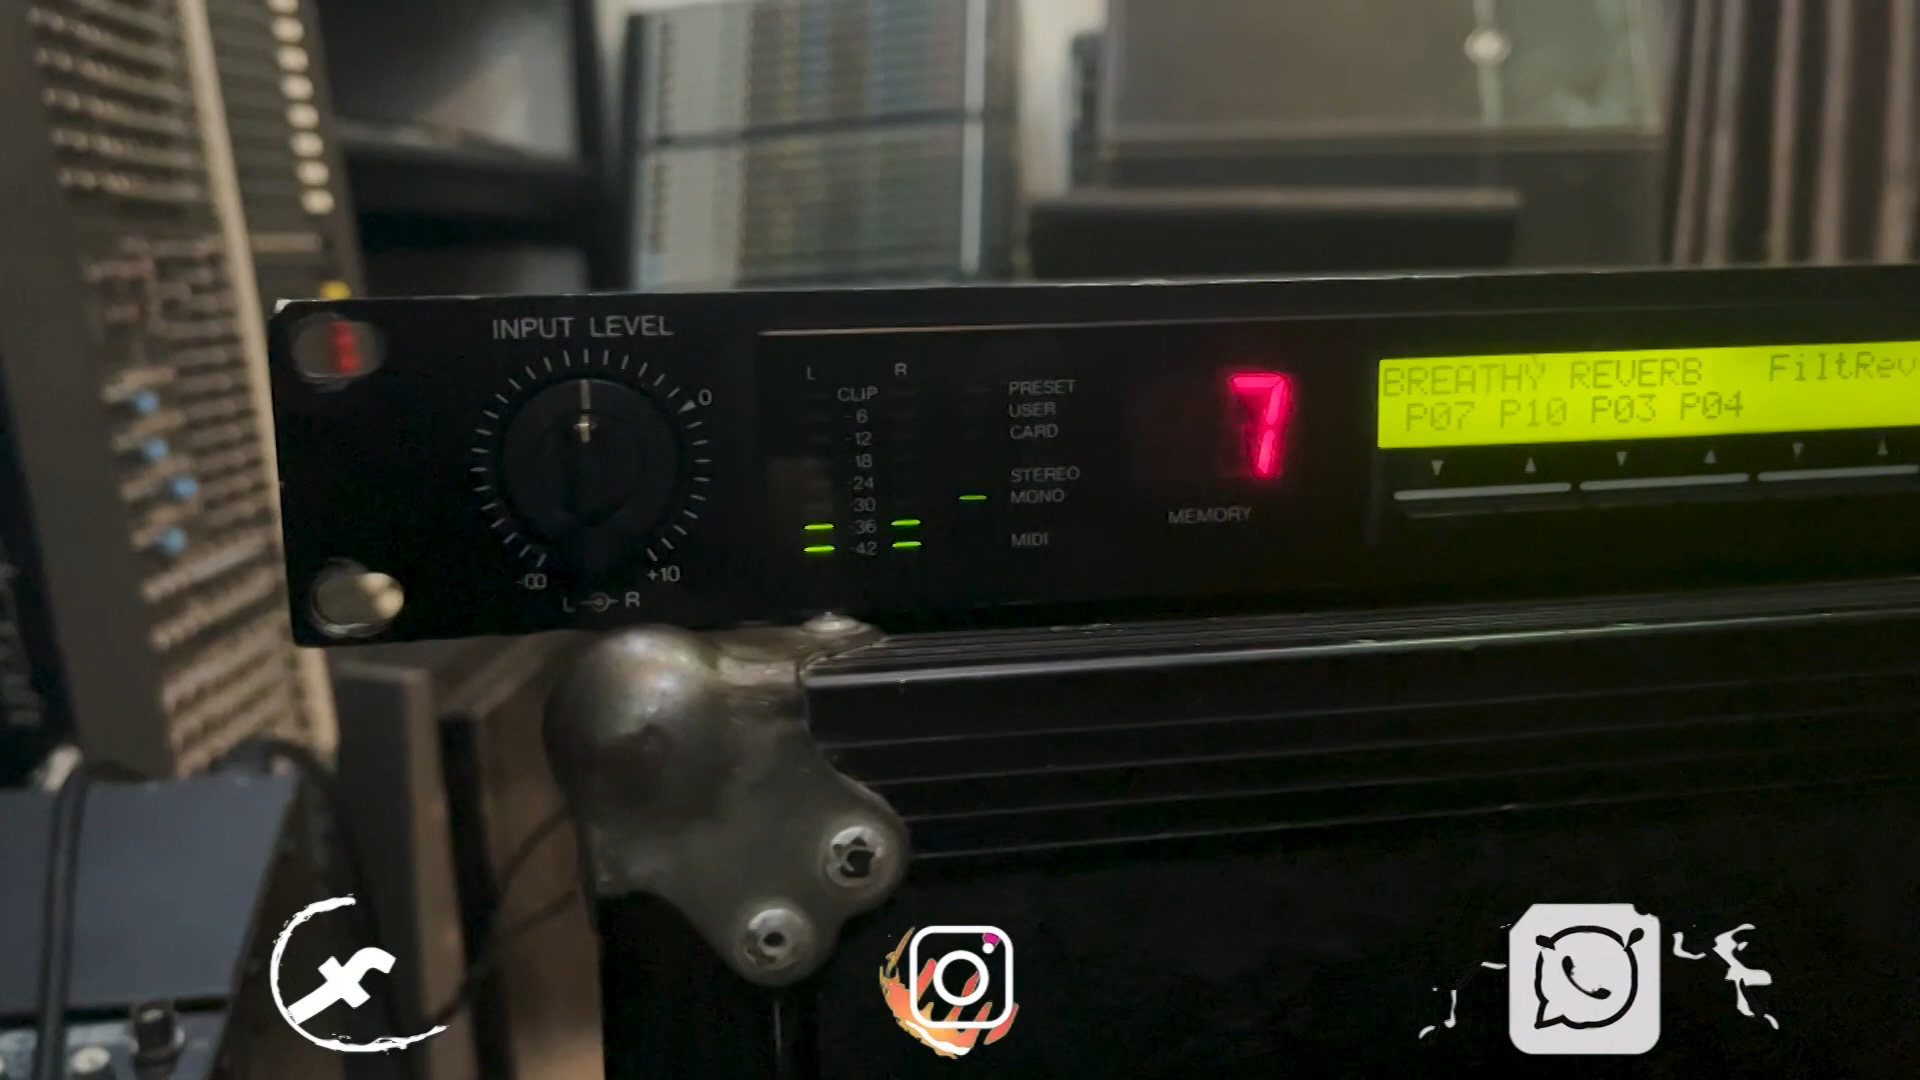 INPUT LEVEL
0
-∞
+10
L R
L R
CLIP
-6
-12
18
-24
30
-36
-42
PRESET
USER
CARD
STEREO
MONO
MIDI
7
MEMORY
BREATHY REVERB FiltRev
P07 P10 P03 P04